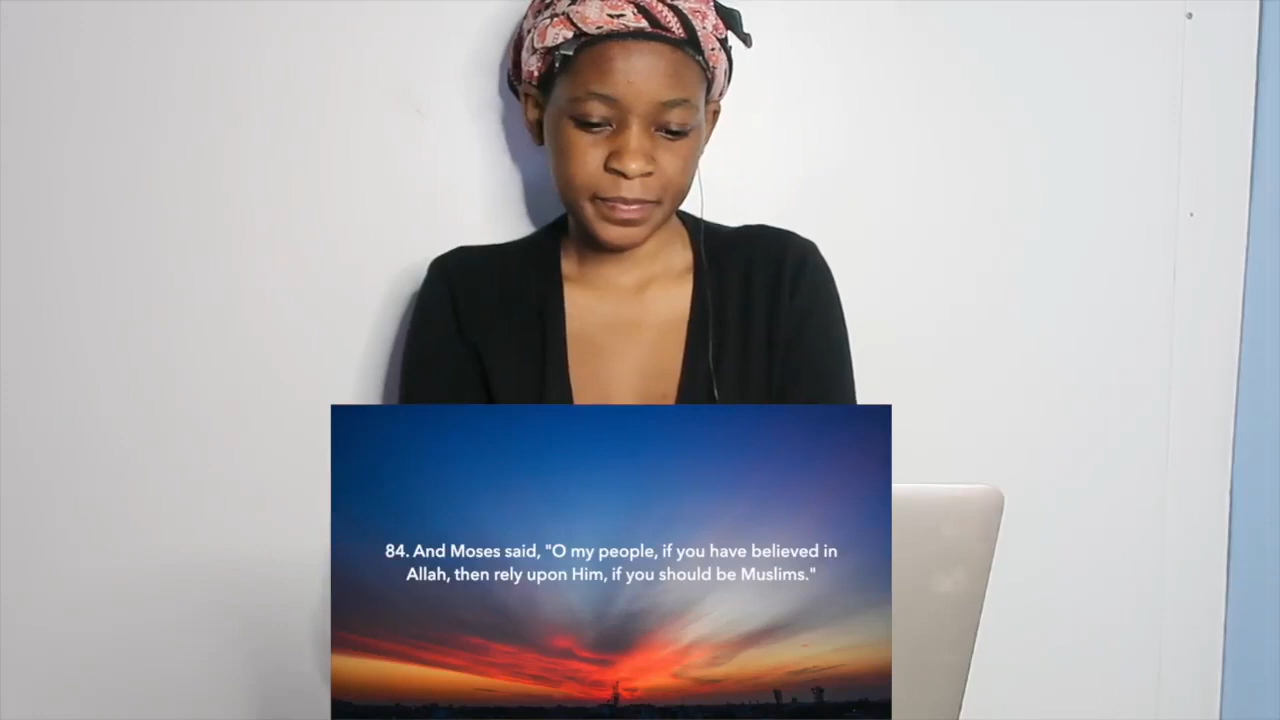 84. And Moses said, "O my people, if you have believed in
Allah, then rely upon Him, if you should be Muslims."